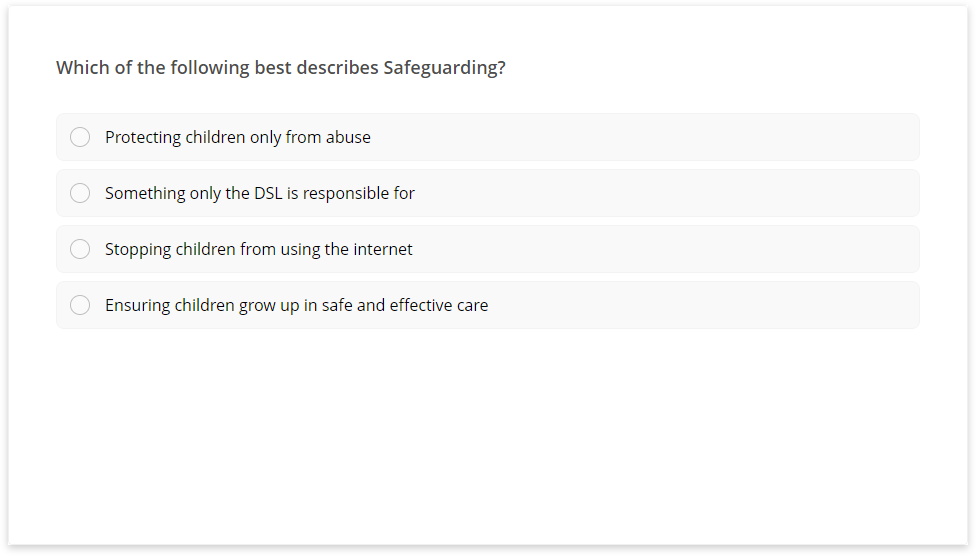 Which of the following best describes Safeguarding?
Protecting children only from abuse
Something only the DSL is responsible for
Stopping children from using the internet
Ensuring children grow up in safe and effective care